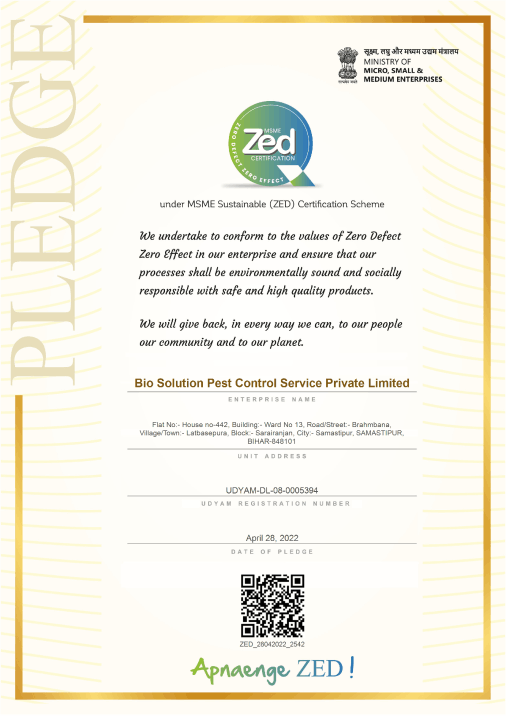 PLEDGE
सूक्ष्म, लघु और मध्यम उद्यम मंत्रालय
MINISTRY OF
MICRO, SMALL &
MEDIUM ENTERPRISES
सत्यमेव जयते
MSME
Zed
CERTIFICATION
ZERO DEFECT ZERO EFFECT
under MSME Sustainable (ZED) Certification Scheme
We undertake to conform to the values of Zero Defect
Zero Effect in our enterprise and ensure that our
processes shall be environmentally sound and socially
responsible with safe and high quality products.
We will give back, in every way we can, to our people
our community and to our planet.
Bio Solution Pest Control Service Private Limited
ENTERPRISE NAME
Flat No:- House no-442, Building:- Ward No 13, Road/Street:- Brahmbana,
Village/Town:- Latbasepura, Block:- Sarairanjan, City:- Samastipur, SAMASTIPUR,
BIHAR-848101
UNIT ADDRESS
UDYAM-DL-08-0005394
UDYAM REGISTRATION NUMBER
April 28, 2022
DATE OF PLEDGE
ZED_28042022_2542
Apnaenge ZED!